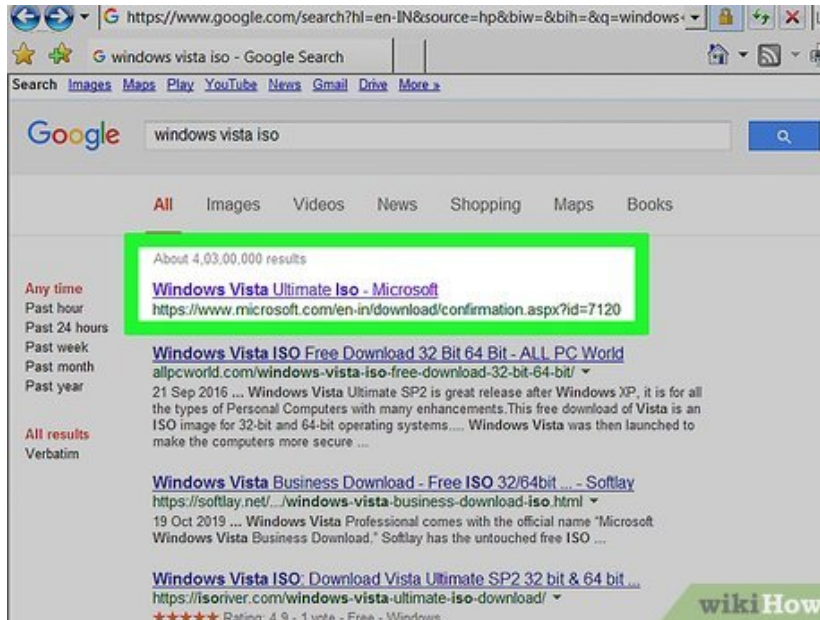 G https://www.google.com/search?hl=en-IN&source=hp&biw=&bih=&q=windows+
G windows vista iso - Google Search
Search Images Maps Play YouTube News Gmail Drive More »
Google windows vista iso
All Images Videos News Shopping Maps Books
About 4,03,00,000 results
Windows Vista Ultimate Iso - Microsoft
https://www.microsoft.com/en-in/download/confirmation.aspx?id=7120
Any time
Past hour
Past 24 hours
Past week
Past month
Past year
All results
Verbatim
Windows Vista ISO Free Download 32 Bit 64 Bit - ALL PC World
allpcworld.com/windows-vista-iso-free-download-32-bit-64-bit/
21 Sep 2016 ... Windows Vista Ultimate SP2 is great release after Windows XP, it is for all
the types of Personal Computers with many enhancements.This free download of Vista is an
ISO image for 32-bit and 64-bit operating systems.... Windows Vista was then launched to
make the computers more secure ...
Windows Vista Business Download - Free ISO 32/64bit ... - Softlay
https://softlay.net/.../windows-vista-business-download-iso.html
19 Oct 2019 ... Windows Vista Professional comes with the official name "Microsoft
Windows Vista Business Download." Softlay has the untouched free ISO ...
Windows Vista ISO: Download Vista Ultimate SP2 32 bit & 64 bit ...
https://isoriver.com/windows-vista-ultimate-iso-download/
Rating: 4.9 - 1 vote - Free - Windows
wikiHow